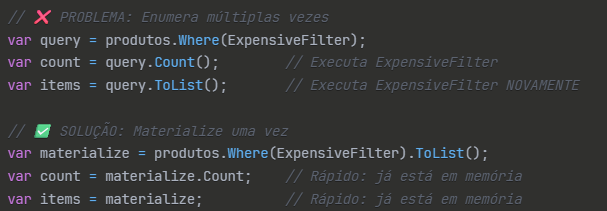 // ❌ PROBLEMA: Enumera múltiplas vezes
var query = produtos.Where(ExpensiveFilter);
var count = query.Count();        // Executa ExpensiveFilter
var items = query.ToList();       // Executa ExpensiveFilter NOVAMENTE

// ✅ SOLUÇÃO: Materialize uma vez
var materialize = produtos.Where(ExpensiveFilter).ToList();
var count = materialize.Count;    // Rápido: já está em memória
var items = materialize;          // Rápido: já está em memória